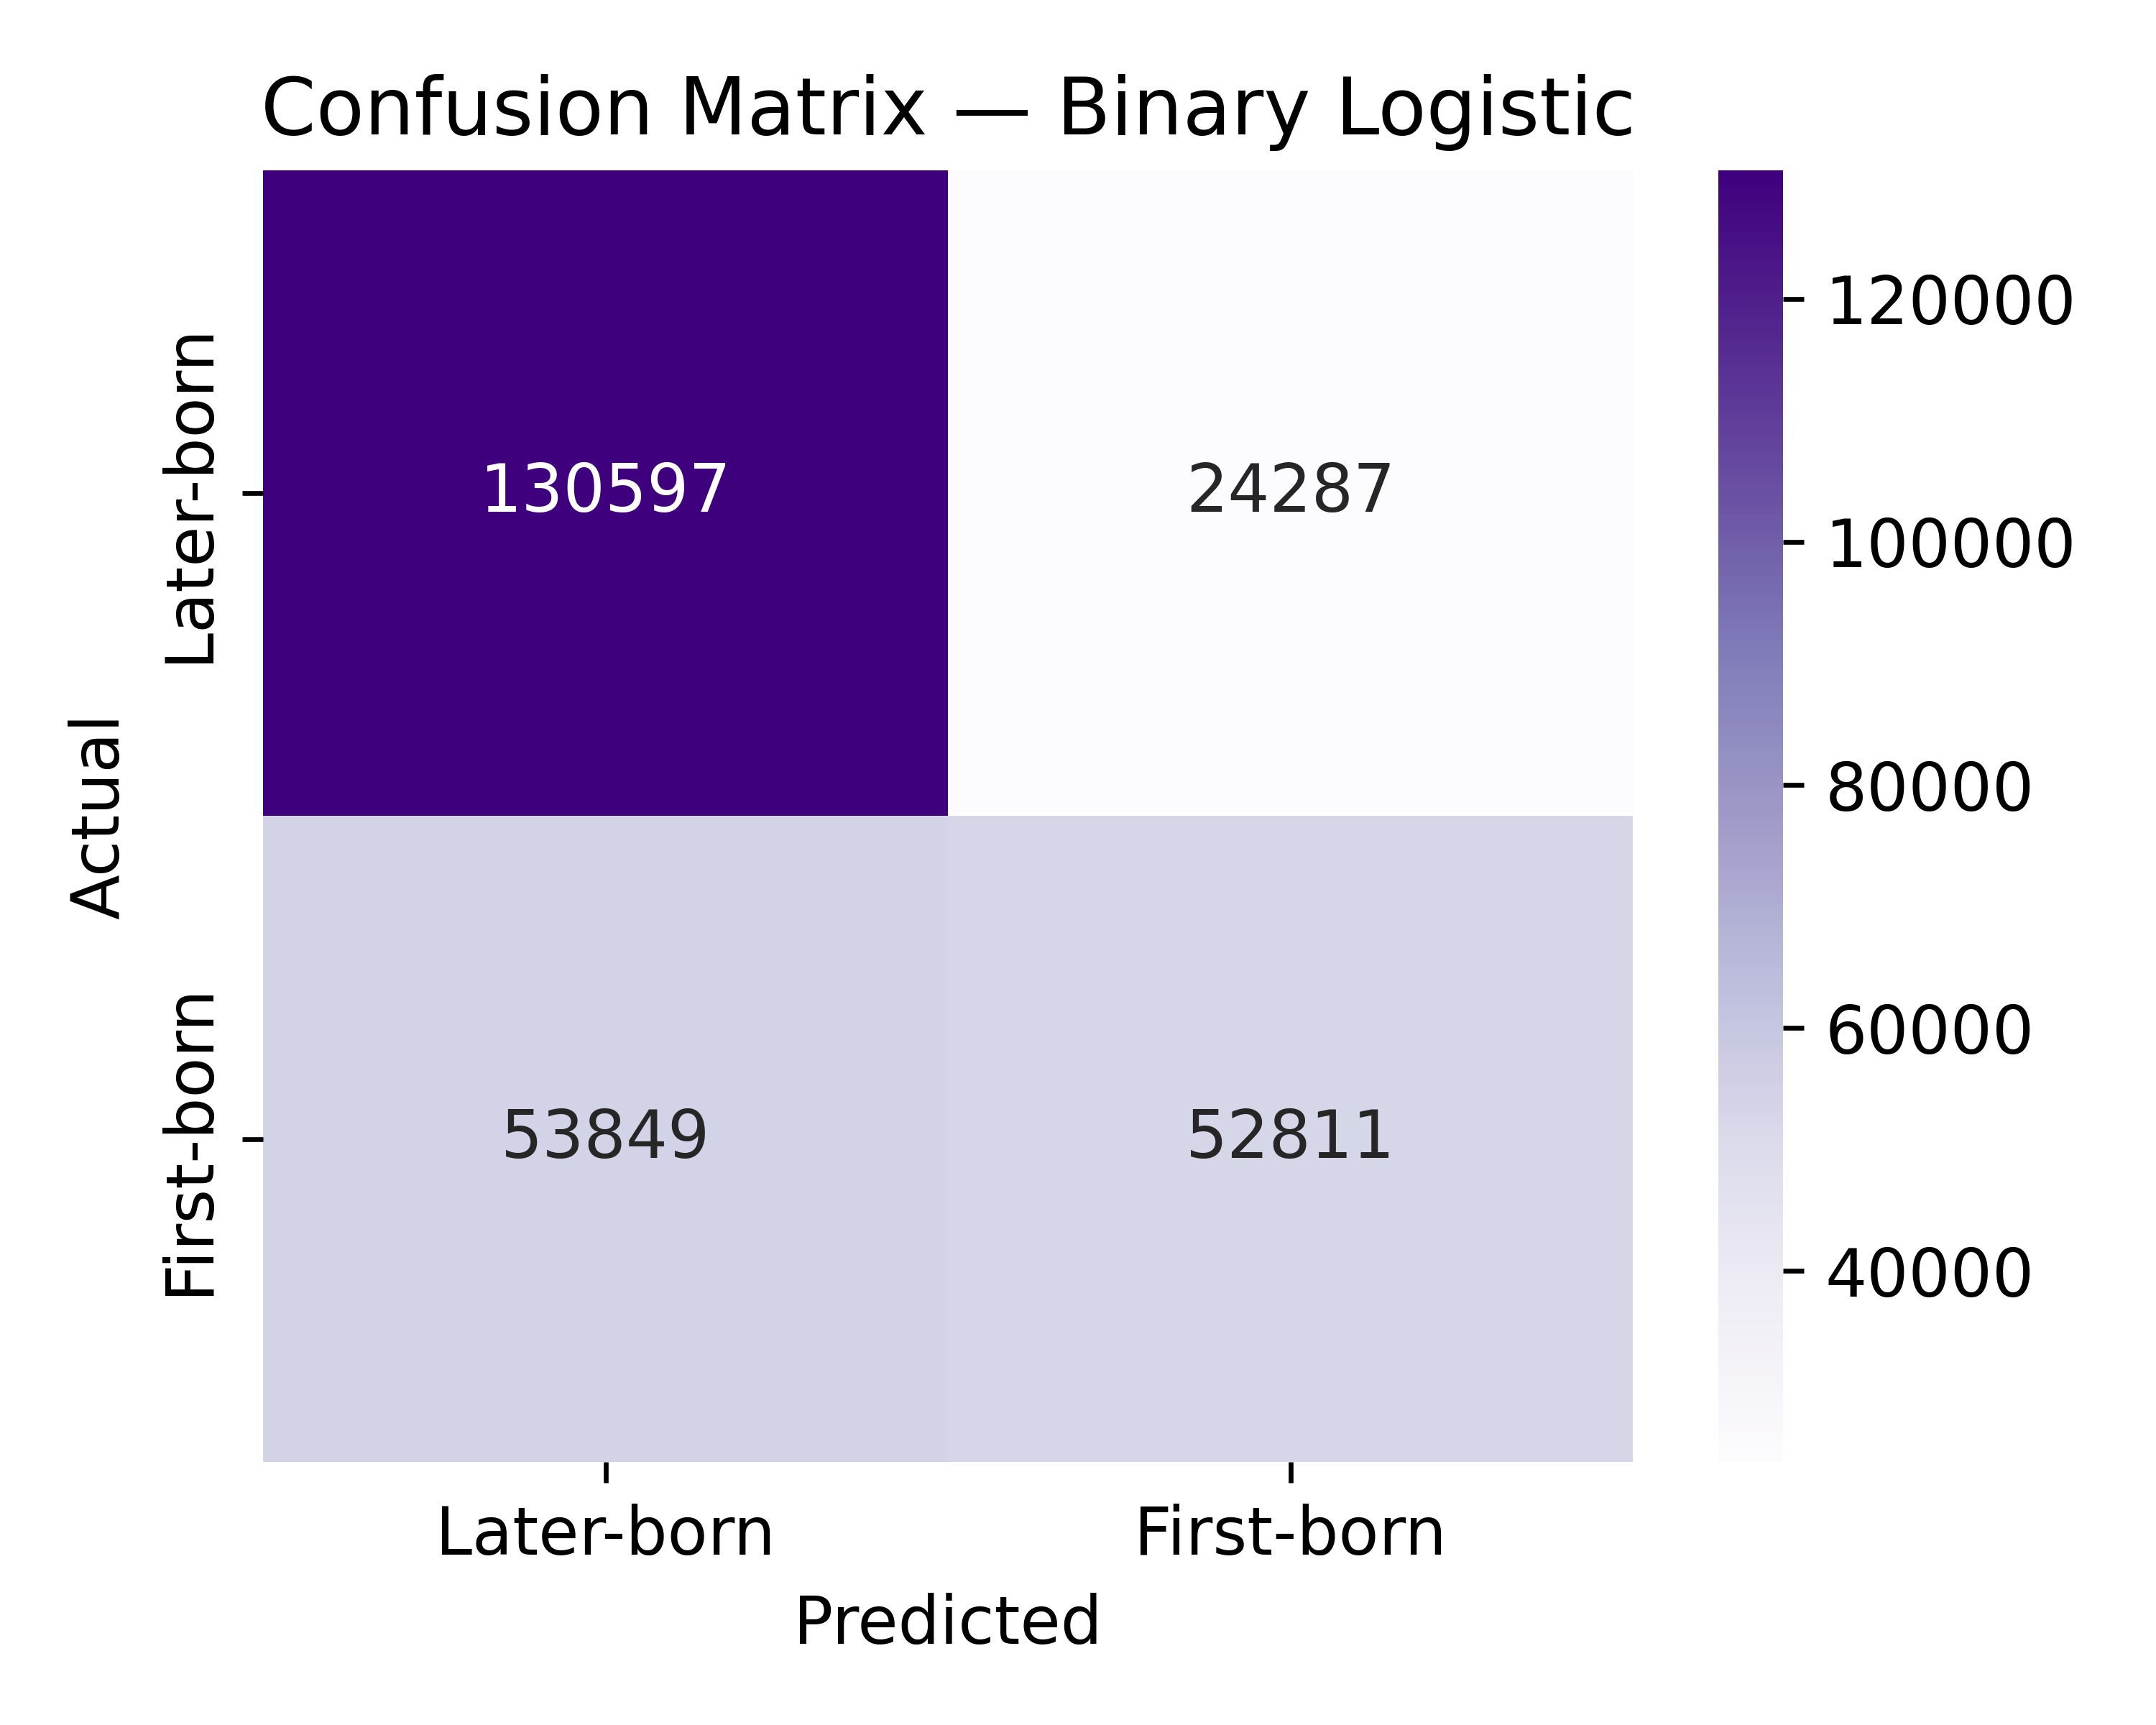 Confusion Matrix — Binary Logistic
Actual
Later-born
First-born
130597 24287
53849 52811
Later-born First-born
Predicted
120000
100000
80000
60000
40000